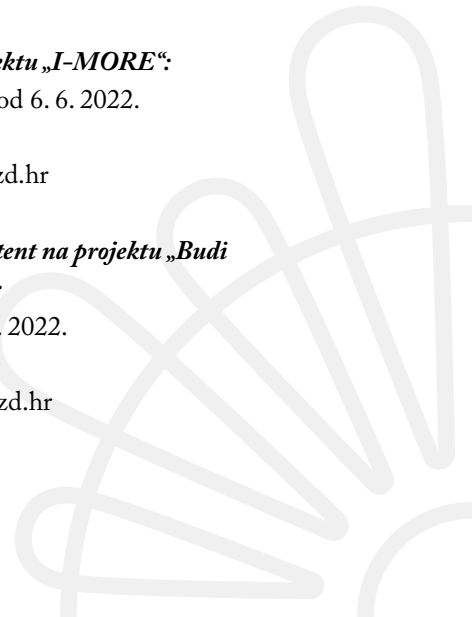 ektu „I-MORE“:
od 6. 6. 2022.
zd.hr
tent na projektu „Budi
. 2022.
zd.hr